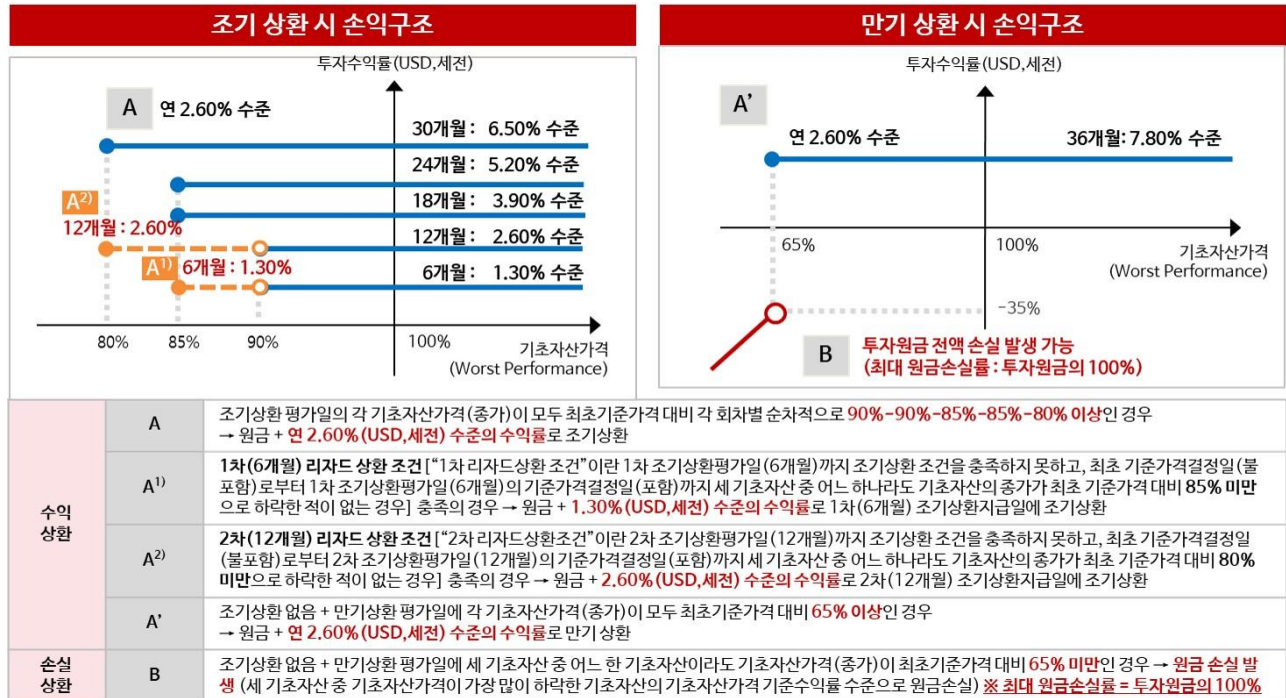 조기 상환 시 손익구조
투자수익률(USD,세전)
A 연 2.60% 수준
30개월 : 6.50% 수준
24개월 : 5.20% 수준
A2)
18개월 : 3.90% 수준
12개월 : 2.60%
12개월 : 2.60% 수준
A1) 6개월 : 1.30%
6개월 : 1.30% 수준
80% 85% 90% 100%
기초자산가격
(Worst Performance)
만기 상환 시 손익구조
투자수익률(USD,세전)
A’
연 2.60% 수준 36개월: 7.80% 수준
65% 100%
기초자산가격
(Worst Performance)
-35%
B 투자원금 전액 손실 발생 가능
(최대 원금손실률 : 투자원금의 100%)
수익
상환
A
조기상환 평가일의 각 기초자산가격(종가)이 모두 최초기준가격 대비 각 회차별 순차적으로 90%-90%-85%-85%-80% 이상인 경우
→ 원금 + 연 2.60%(USD,세전) 수준의 수익률로 조기상환
A1)
1차(6개월) 리자드 상환 조건 [“1차 리자드상환 조건”이란 1차 조기상환평가일(6개월)까지 조기상환 조건을 충족하지 못하고, 최초 기준가격결정일(불
포함)로부터 1차 조기상환평가일(6개월)의 기준가격결정일(포함)까지 세 기초자산 중 어느 하나라도 기초자산의 종가가 최초 기준가격 대비 85% 미만
으로 하락한 적이 없는 경우] 충족의 경우 → 원금 + 1.30%(USD,세전) 수준의 수익률로 1차(6개월) 조기상환지급일에 조기상환
A2)
2차(12개월) 리자드 상환 조건 [“2차 리자드상환조건”이란 2차 조기상환평가일(12개월)까지 조기상환 조건을 충족하지 못하고, 최초 기준가격결정일
(불포함)로부터 2차 조기상환평가일(12개월)의 기준가격결정일(포함)까지 세 기초자산 중 어느 하나라도 기초자산의 종가가 최초 기준가격 대비 80%
미만으로 하락한 적이 없는 경우] 충족의 경우 → 원금 + 2.60%(USD,세전) 수준의 수익률로 2차(12개월) 조기상환지급일에 조기상환
A’
조기상환 없음 + 만기상환 평가일에 각 기초자산가격(종가)이 모두 최초기준가격 대비 65% 이상인 경우
→ 원금 + 연 2.60%(USD,세전) 수준의 수익률로 만기 상환
손실
상환
B
조기상환 없음 + 만기상환 평가일에 세 기초자산 중 어느 한 기초자산이라도 기초자산가격(종가)이 최초기준가격 대비 65% 미만인 경우 → 원금 손실 발
생 (세 기초자산 중 기초자산가격이 가장 많이 하락한 기초자산의 기초자산가격 기준수익률 수준으로 원금손실) ※ 최대 원금손실률 = 투자원금의 100%